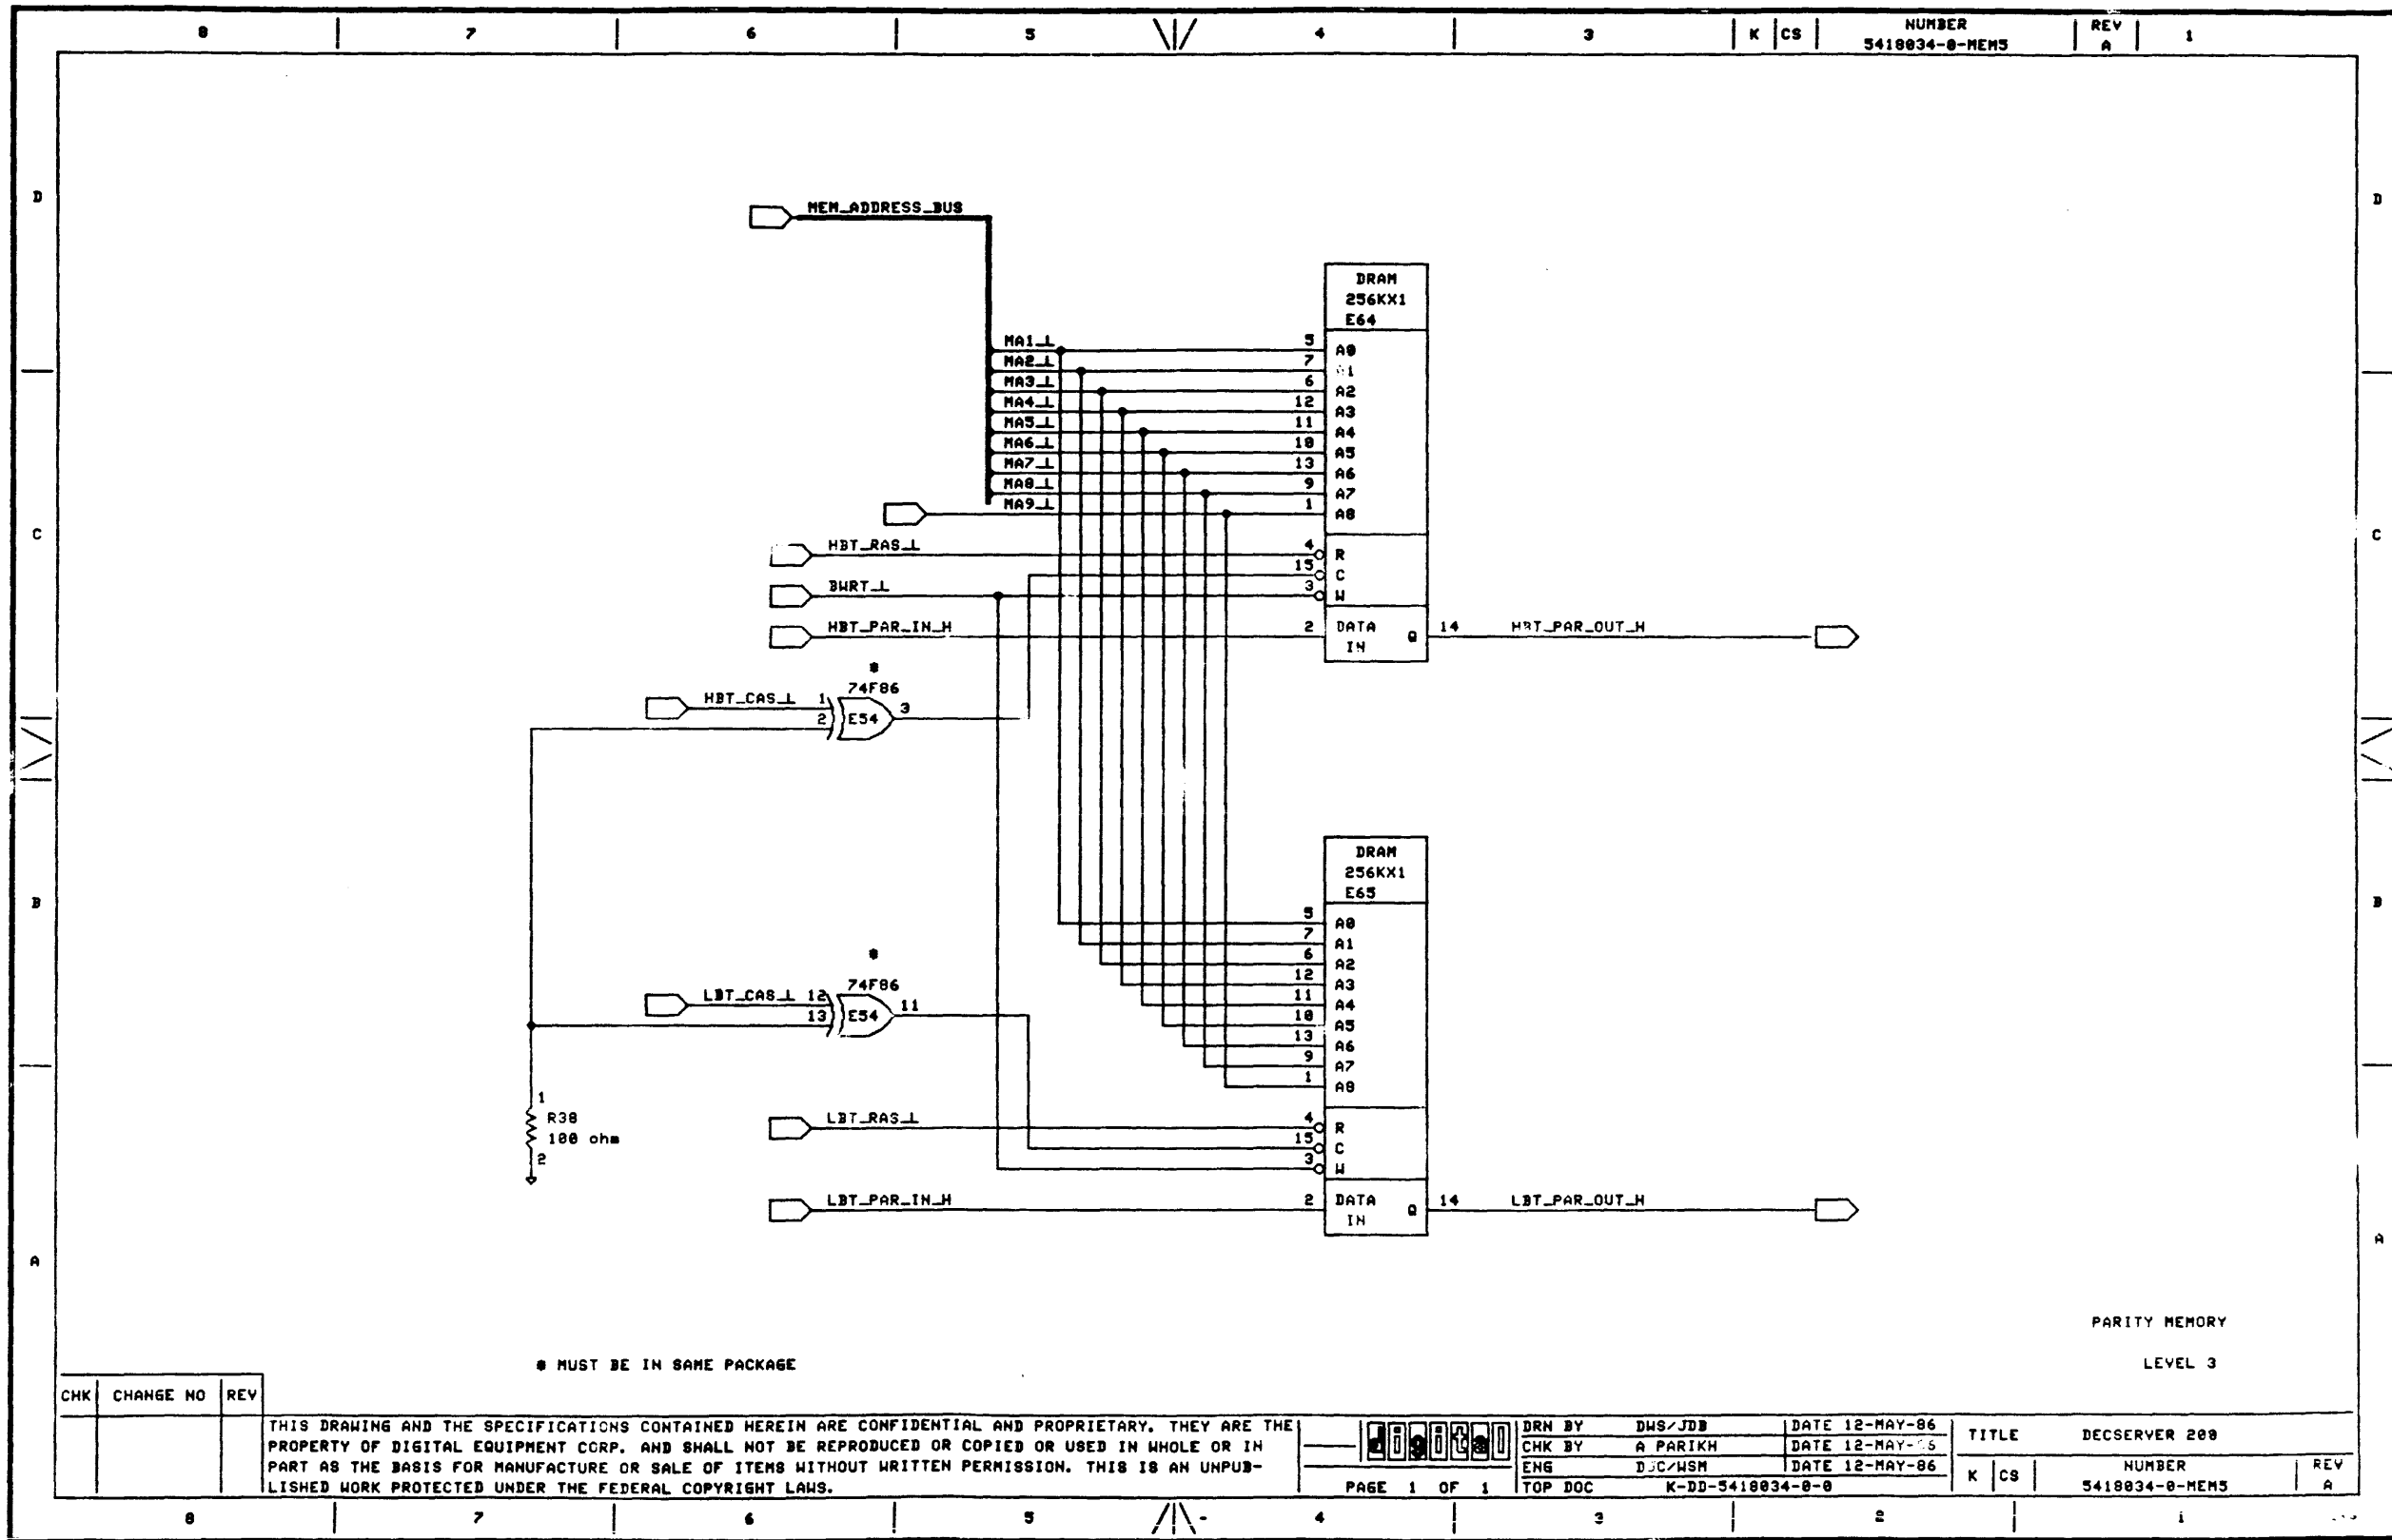 8 7 6 5 4 3 K CS NUMBER REV 1
5418034-0-MEM5 A
D D
MEM_ADDRESS_BUS
DRAM
256KX1
E64
MA1_L 5 A0
MA2_L 7
MA3_L 6 A2
MA4_L 12 A3
MA5_L 11 A4
MA6_L 10 A5
MA7_L 13 A6
MA8_L 9 A7
MA9_L 1 A8
C C
HBT_RAS_L 4 R
15 C
BWRT_L 3 W
HBT_PAR_IN_H 2 DATA IN Q 14 HBT_PAR_OUT_H
*
74F86
HBT_CAS_L 1 3
2 E54
DRAM
256KX1
E65
B B
5 A0
7 A1
6 A2
12 A3
11 A4
10 A5
13 A6
9 A7
1 A8
*
74F86
LBT_CAS_L 12 11
13 E54
1
R38
100 ohm
2
LBT_RAS_L 4 R
15 C
3 W
LBT_PAR_IN_H 2 DATA IN Q 14 LBT_PAR_OUT_H
A A
PARITY MEMORY
LEVEL 3
* MUST BE IN SAME PACKAGE
CHK CHANGE NO REV
THIS DRAWING AND THE SPECIFICATIONS CONTAINED HEREIN ARE CONFIDENTIAL AND PROPRIETARY. THEY ARE THE
PROPERTY OF DIGITAL EQUIPMENT CORP. AND SHALL NOT BE REPRODUCED OR COPIED OR USED IN WHOLE OR IN
PART AS THE BASIS FOR MANUFACTURE OR SALE OF ITEMS WITHOUT WRITTEN PERMISSION. THIS IS AN UNPUB-
LISHED WORK PROTECTED UNDER THE FEDERAL COPYRIGHT LAWS.
digital
PAGE 1 OF 1
DRN BY DWS/JDB DATE 12-MAY-86
CHK BY A PARIKH DATE 12-MAY-
ENG DATE 12-MAY-86
TOP DOC K-DD-5418034-0-0
TITLE DECSERVER 200
K CS NUMBER REV
5418034-0-MEM5 A
8 7 6 5 4 3 2 1